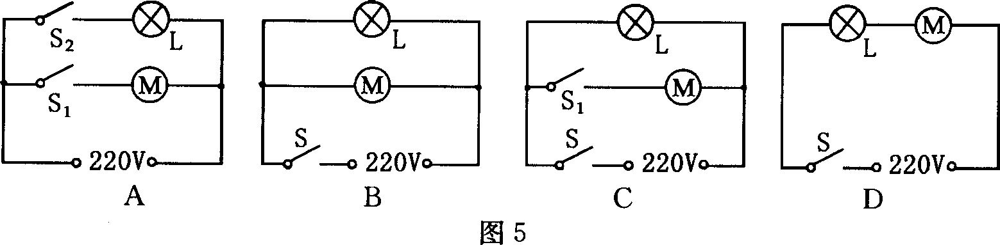 S₂ L L L L M
S₁ M M S₁ M
S S S
220V 220V 220V 220V
A B C D
图 5